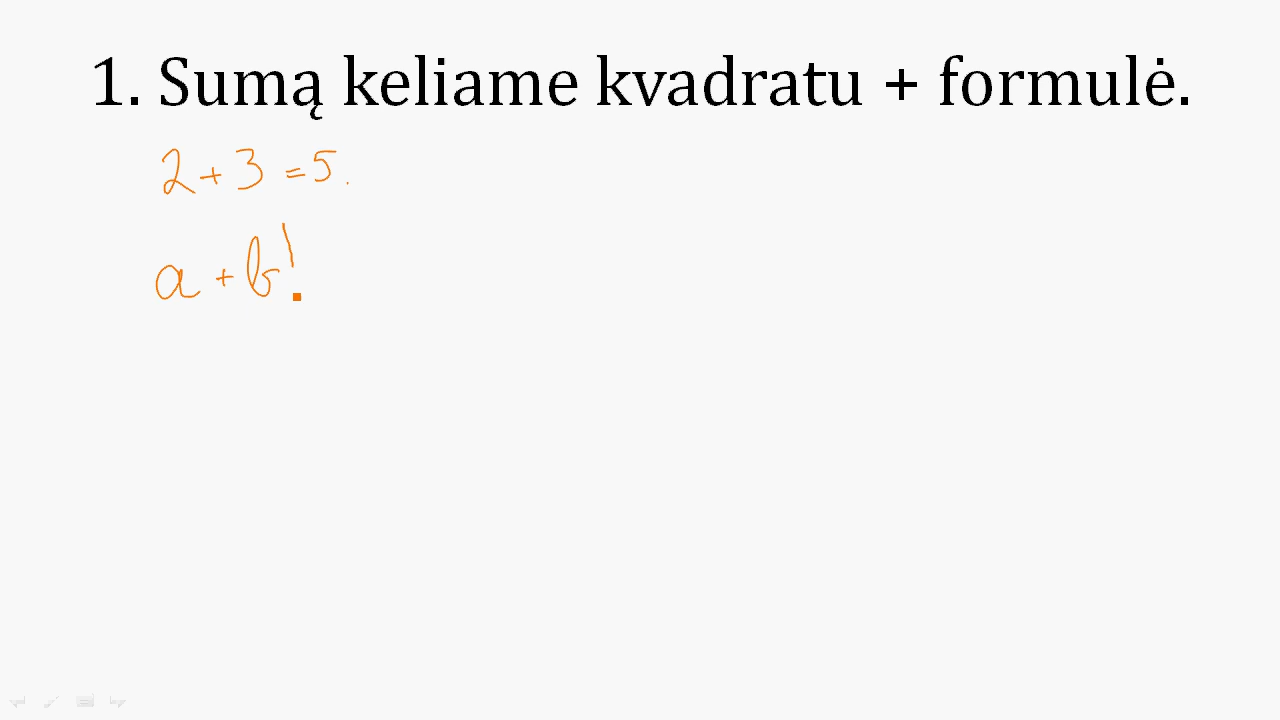 1. Sumą keliame kvadratu + formulė.
2 + 3 = 5.
a + b!